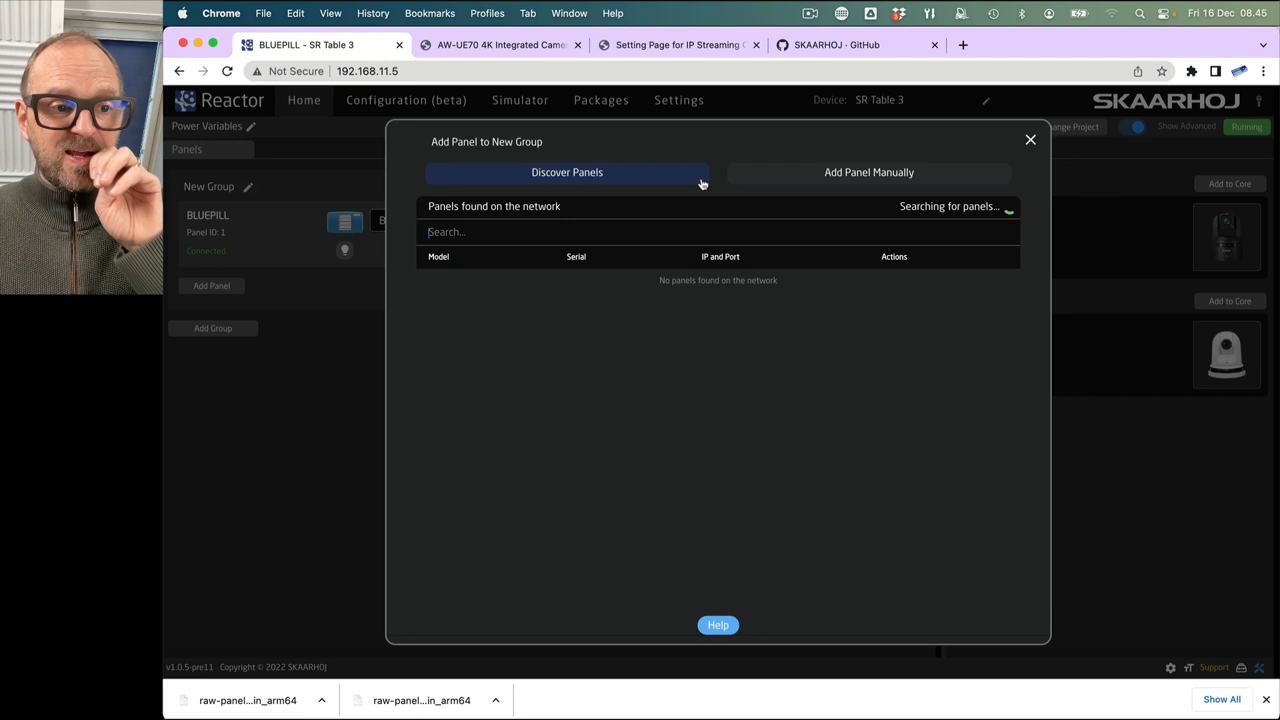 Chrome File Edit View History Bookmarks Profiles Tab Window Help Fri 16 Dec 08.45
BLUEPILL - SR Table 3
AW-UE70 4K Integrated Came
Setting Page for IP Streaming
SKAARHOJ - GitHub
Not Secure 192.168.11.5
Reactor Home Configuration (beta) Simulator Packages Settings Device: SR Table 3 SKAARHOJ
Power Variables
ange Project Show Advanced Running
Panels
New Group
BLUEPILL
Panel ID: 1
Connected
B
Add Panel
Add Group
Add Panel to New Group
Discover Panels Add Panel Manually
Panels found on the network Searching for panels...
Search...
Model Serial IP and Port Actions
No panels found on the network
Help
Add to Core
Add to Core
v1.0.5-pre11 Copyright © 2022 SKAARHOJ
Support
raw-panel...in_arm64
raw-panel...in_arm64
Show All